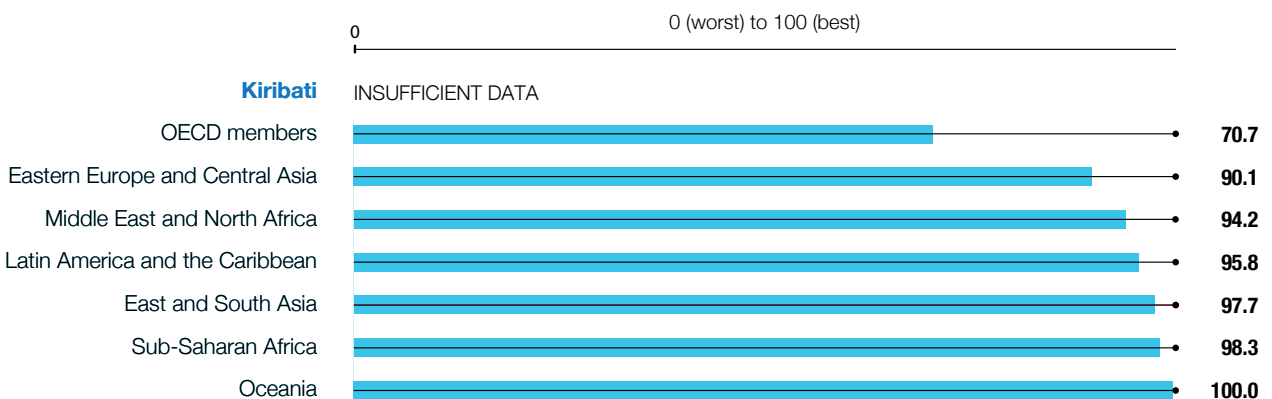 0 (worst) to 100 (best)
0
Kiribati INSUFFICIENT DATA
OECD members 70.7
Eastern Europe and Central Asia 90.1
Middle East and North Africa 94.2
Latin America and the Caribbean 95.8
East and South Asia 97.7
Sub-Saharan Africa 98.3
Oceania 100.0